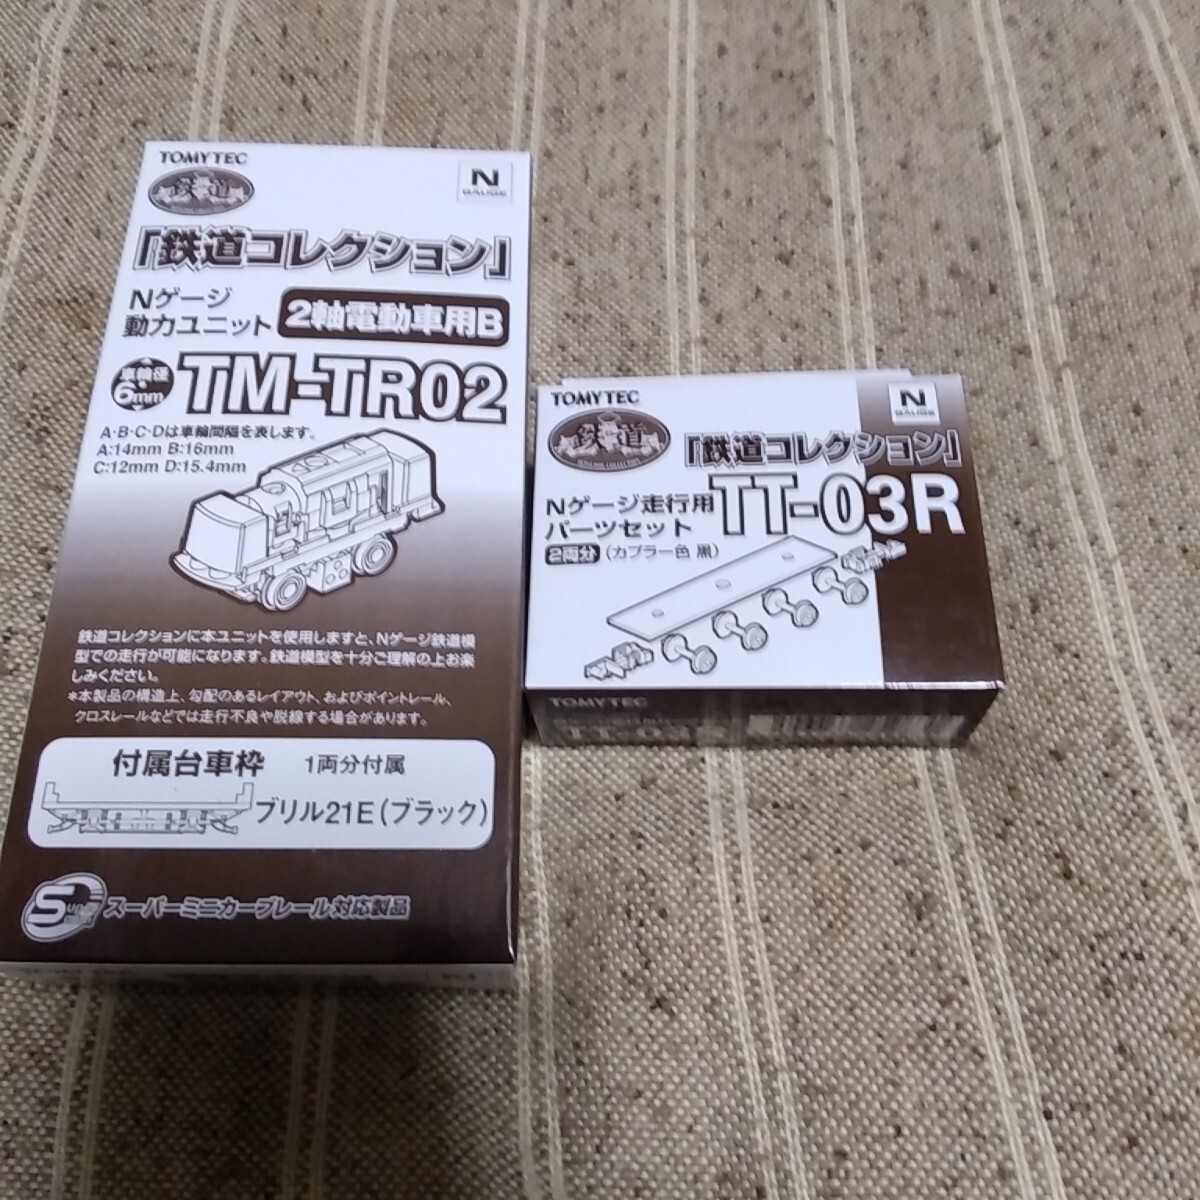 TOMYTEC
鉄道
N
GAUGE
「鉄道コレクション」
Nゲージ
動力ユニット
2軸電動車用B
車輪径
6mm
TM-TR02
A・B・C・Dは車輪間隔を表します。
A:14mm B:16mm
C:12mm D:15.4mm
鉄道コレクションに本ユニットを使用しますと、Nゲージ鉄道模
型での走行が可能になります。鉄道模型を十分ご理解の上お楽
しみください。
*本製品の構造上、勾配のあるレイアウト、およびポイントレール、
クロスレールなどでは走行不良や脱線する場合があります。
付属台車枠 1両分付属
ブリル21E(ブラック)
スーパーミニカーブレール対応製品
TOMYTEC
鉄道
N
GAUGE
「鉄道コレクション」
Nゲージ走行用
パーツセット
TT-03R
2両分 (カプラー色 黒)
TOMYTEC